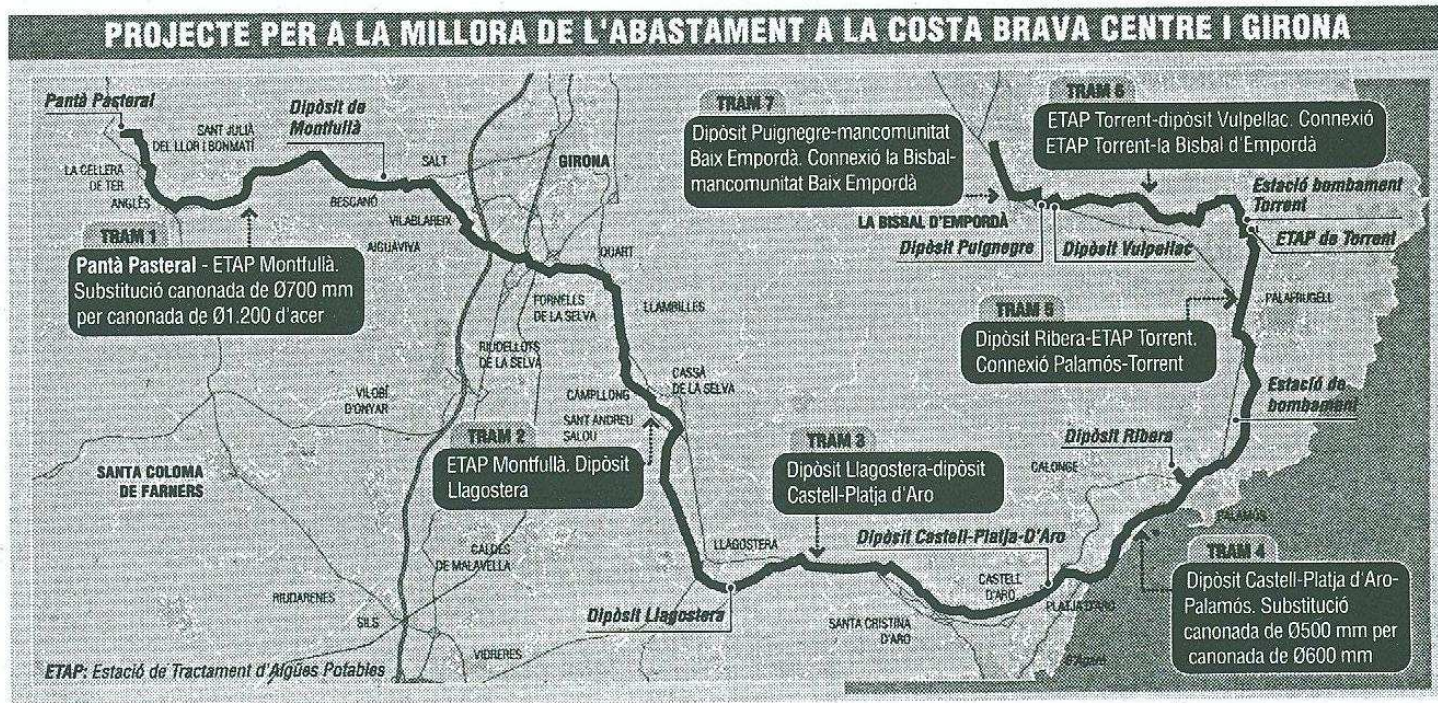 PROJECTE PER A LA MILLORA DE L'ABASTAMENT A LA COSTA BRAVA CENTRE I GIRONA
Pantà Pasteral
Dipòsit de
Montfullà
SANT JULIÀ
DEL LLOR I BONMATÍ
LA CELLERA
DE TER
ANGLÈS
BESCANÓ
SALT
GIRONA
VILABLAREIX
AIGUAVIVA
QUART
FORNELLS
DE LA SELVA
LLAMBILLES
RIUDELLOTS
DE LA SELVA
CASSÀ
DE LA SELVA
CAMPLLONG
SANT ANDREU
SALOU
VILOBÍ
D'ONYAR
SANTA COLOMA
DE FARNERS
CALDES
DE MALAVELLA
RIUDARENES
SILS
VIDRERES
LLAGOSTERA
Dipòsit Llagostera
TRAM 1
Pantà Pasteral - ETAP Montfullà.
Substitució canonada de Ø700 mm
per canonada de Ø1.200 d'acer
TRAM 2
ETAP Montfullà. Dipòsit
Llagostera
TRAM 3
Dipòsit Llagostera-dipòsit
Castell-Platja d'Aro
Dipòsit Castell-Platja-D'Aro
CASTELL
D'ARO
PLATJA D'ARO
SANTA CRISTINA
D'ARO
S'Agaró
TRAM 4
Dipòsit Castell-Platja d'Aro-
Palamós. Substitució
canonada de Ø500 mm per
canonada de Ø600 mm
PALAMÓS
CALONGE
Dipòsit Ribera
Estació de
bombament
TRAM 5
Dipòsit Ribera-ETAP Torrent.
Connexió Palamós-Torrent
PALAFRUGELL
TRAM 6
ETAP Torrent-dipòsit Vulpellac. Connexió
ETAP Torrent-la Bisbal d'Empordà
Estació bombament
Torrent
ETAP de Torrent
TRAM 7
Dipòsit Puignegre-mancomunitat
Baix Empordà. Connexió la Bisbal-
mancomunitat Baix Empordà
LA BISBAL D'EMPORDÀ
Dipòsit Puignegre
Dipòsit Vulpellac
ETAP: Estació de Tractament d'Aigües Potables